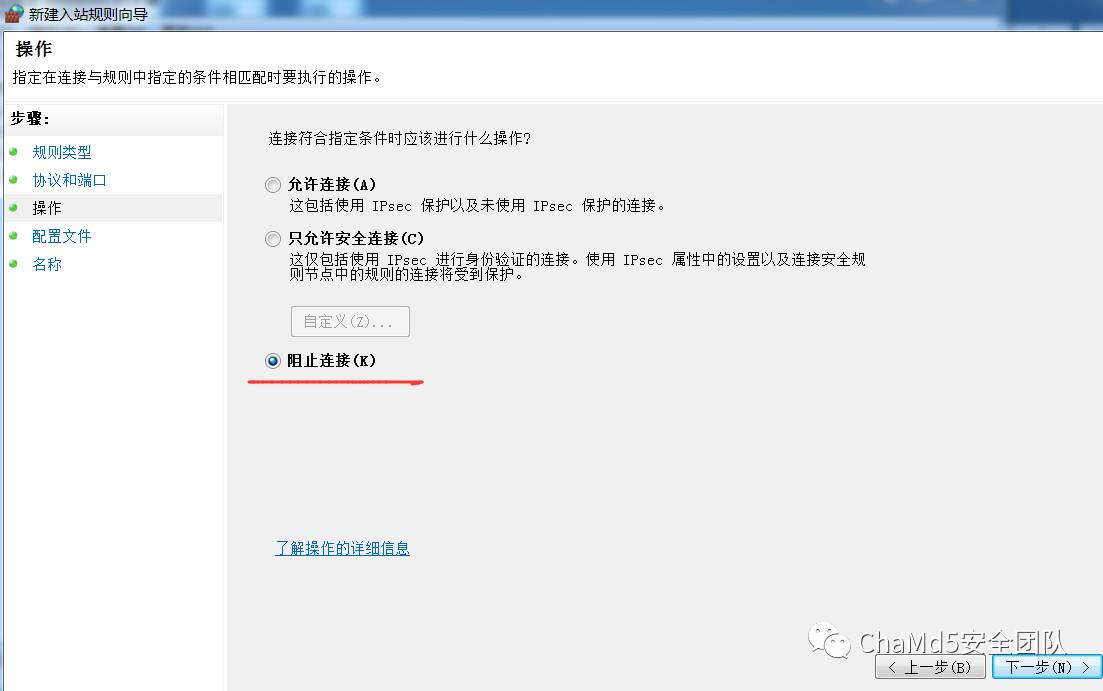 新建入站规则向导
操作
指定在连接与规则中指定的条件相匹配时要执行的操作。
步骤:
规则类型
协议和端口
操作
配置文件
名称
连接符合指定条件时应该进行什么操作?
允许连接(A)
这包括使用 IPsec 保护以及未使用 IPsec 保护的连接。
只允许安全连接(C)
这仅包括使用 IPsec 进行身份验证的连接。使用 IPsec 属性中的设置以及连接安全规
则节点中的规则的连接将受到保护。
自定义(Z)...
阻止连接(K)
了解操作的详细信息
ChaMd5安全团队
< 上一步(B)
下一步(N) >